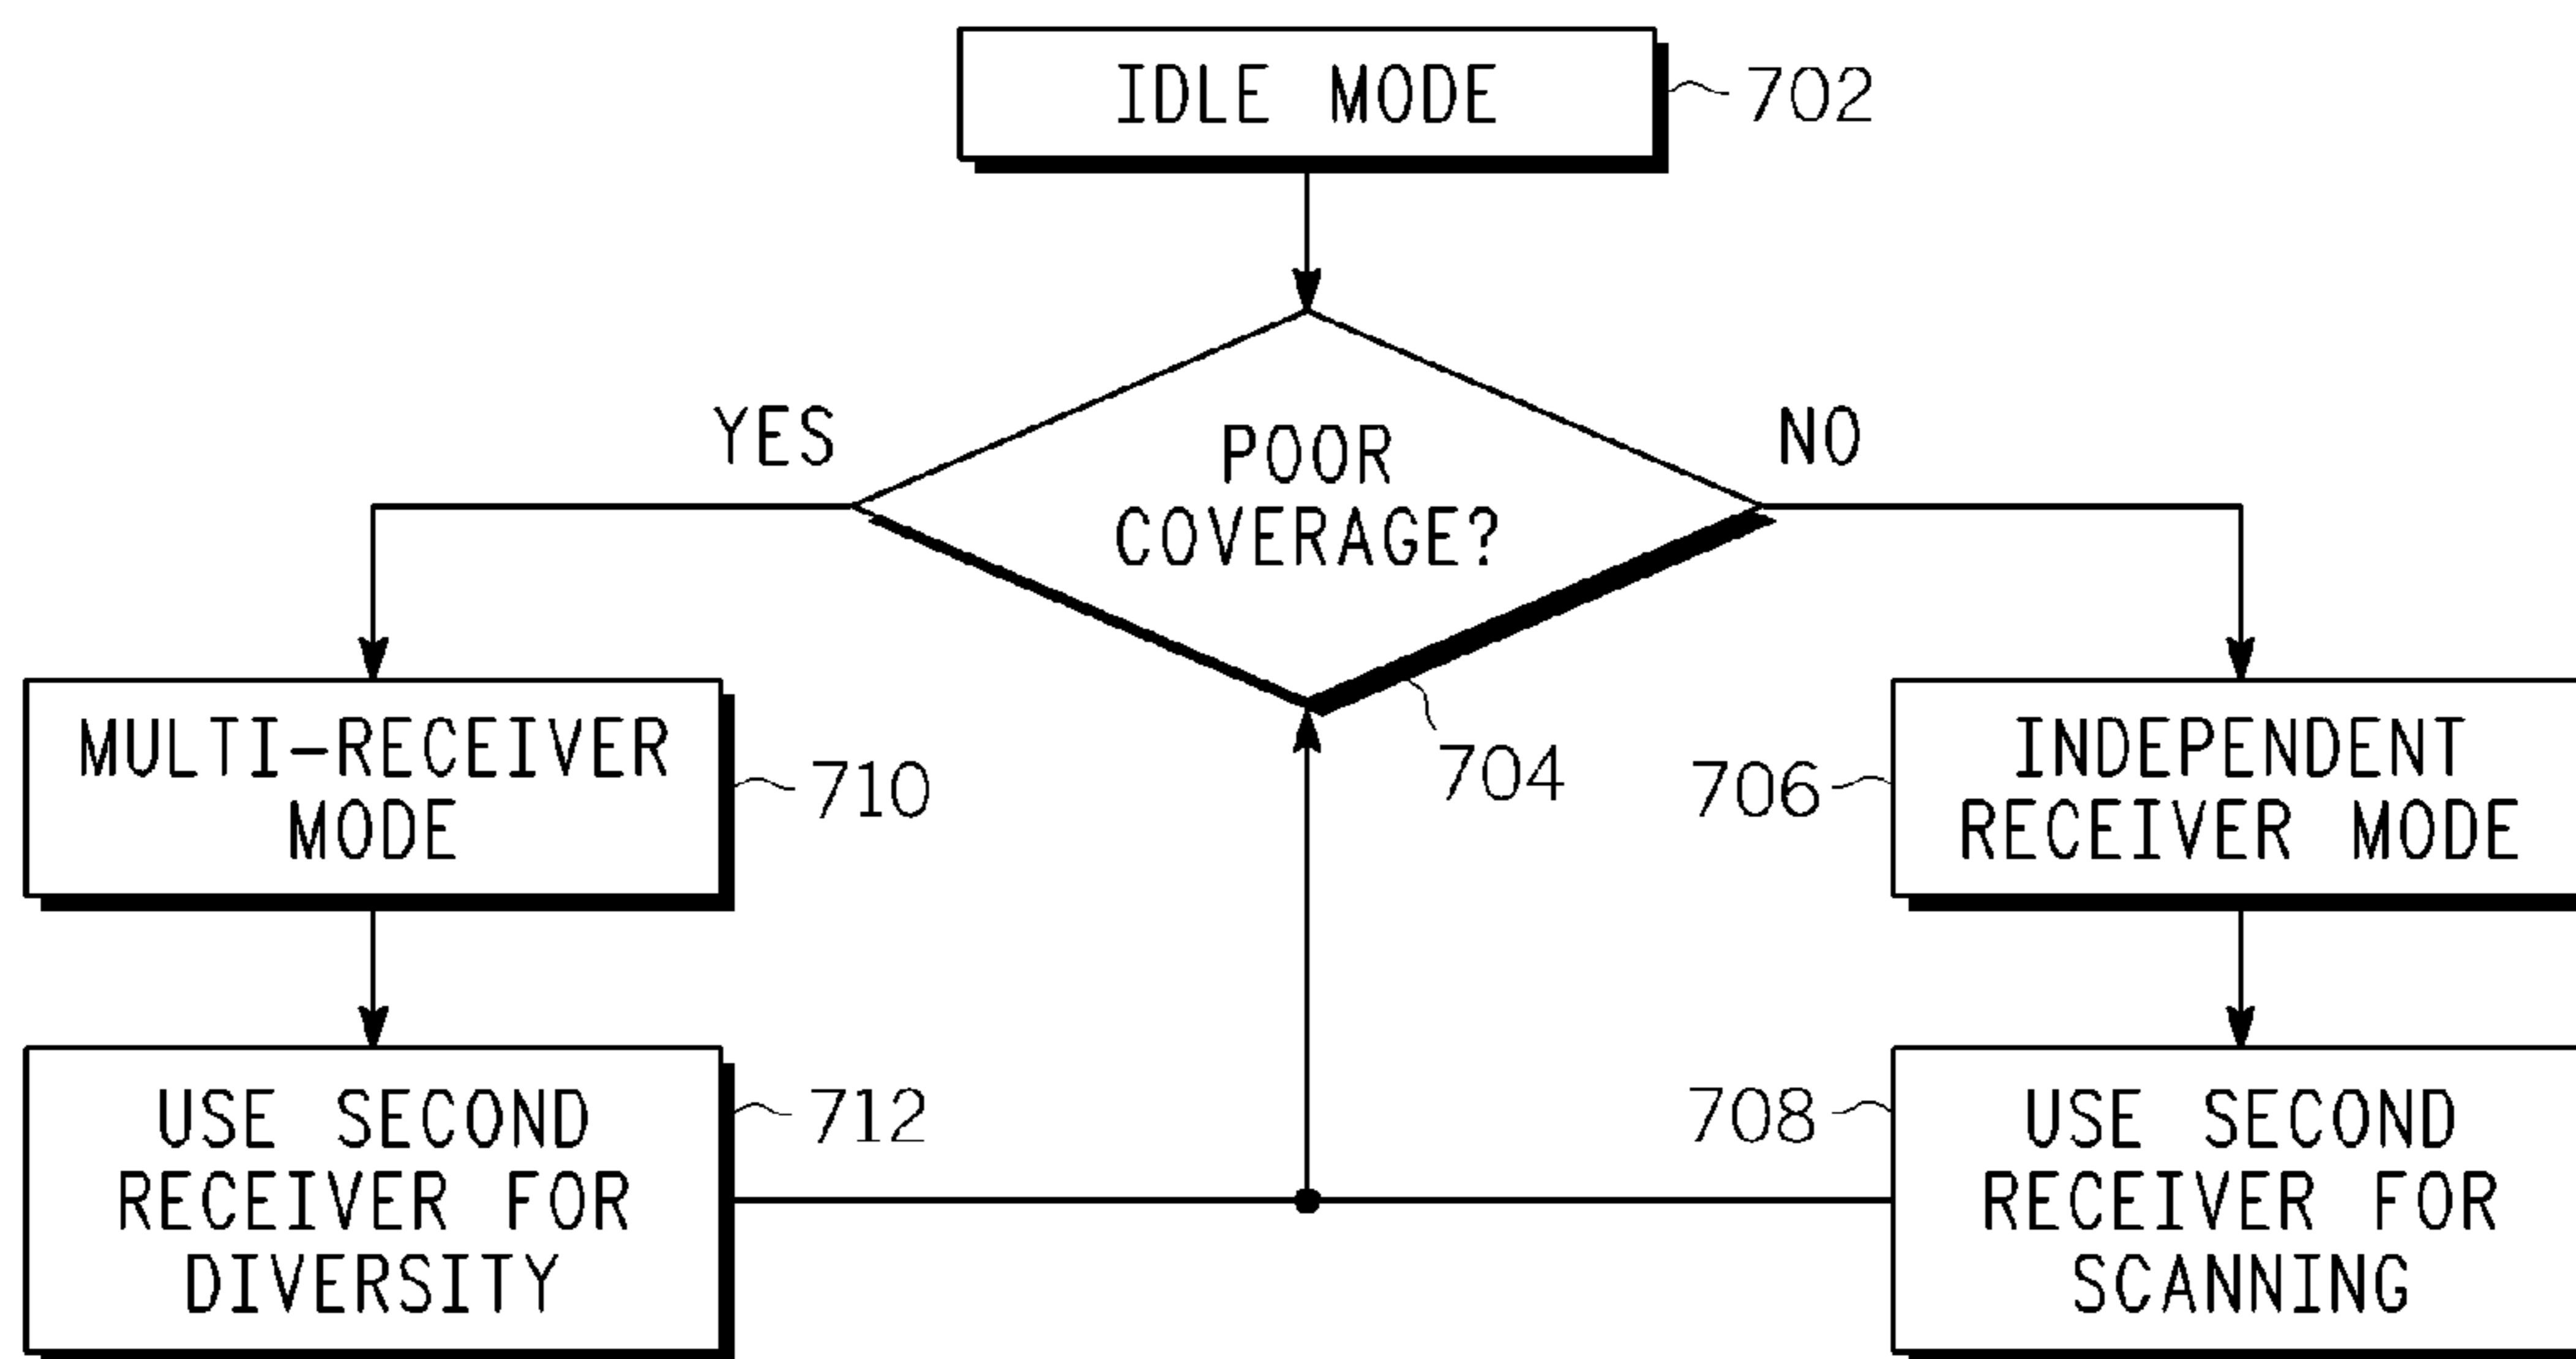 IDLE MODE
702
YES
POOR
COVERAGE?
NO
704
MULTI-RECEIVER
MODE
710
706
INDEPENDENT
RECEIVER MODE
USE SECOND
RECEIVER FOR
DIVERSITY
712
708
USE SECOND
RECEIVER FOR
SCANNING